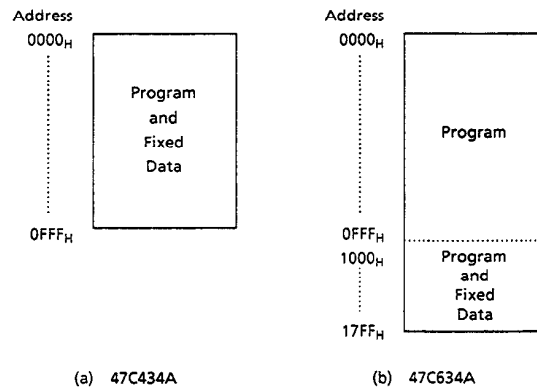 Address
0000H
Program
and
Fixed
Data
0FFFH
(a) 47C434A
Address
0000H
Program
0FFFH
1000H
Program
and
Fixed
Data
17FFH
(b) 47C634A